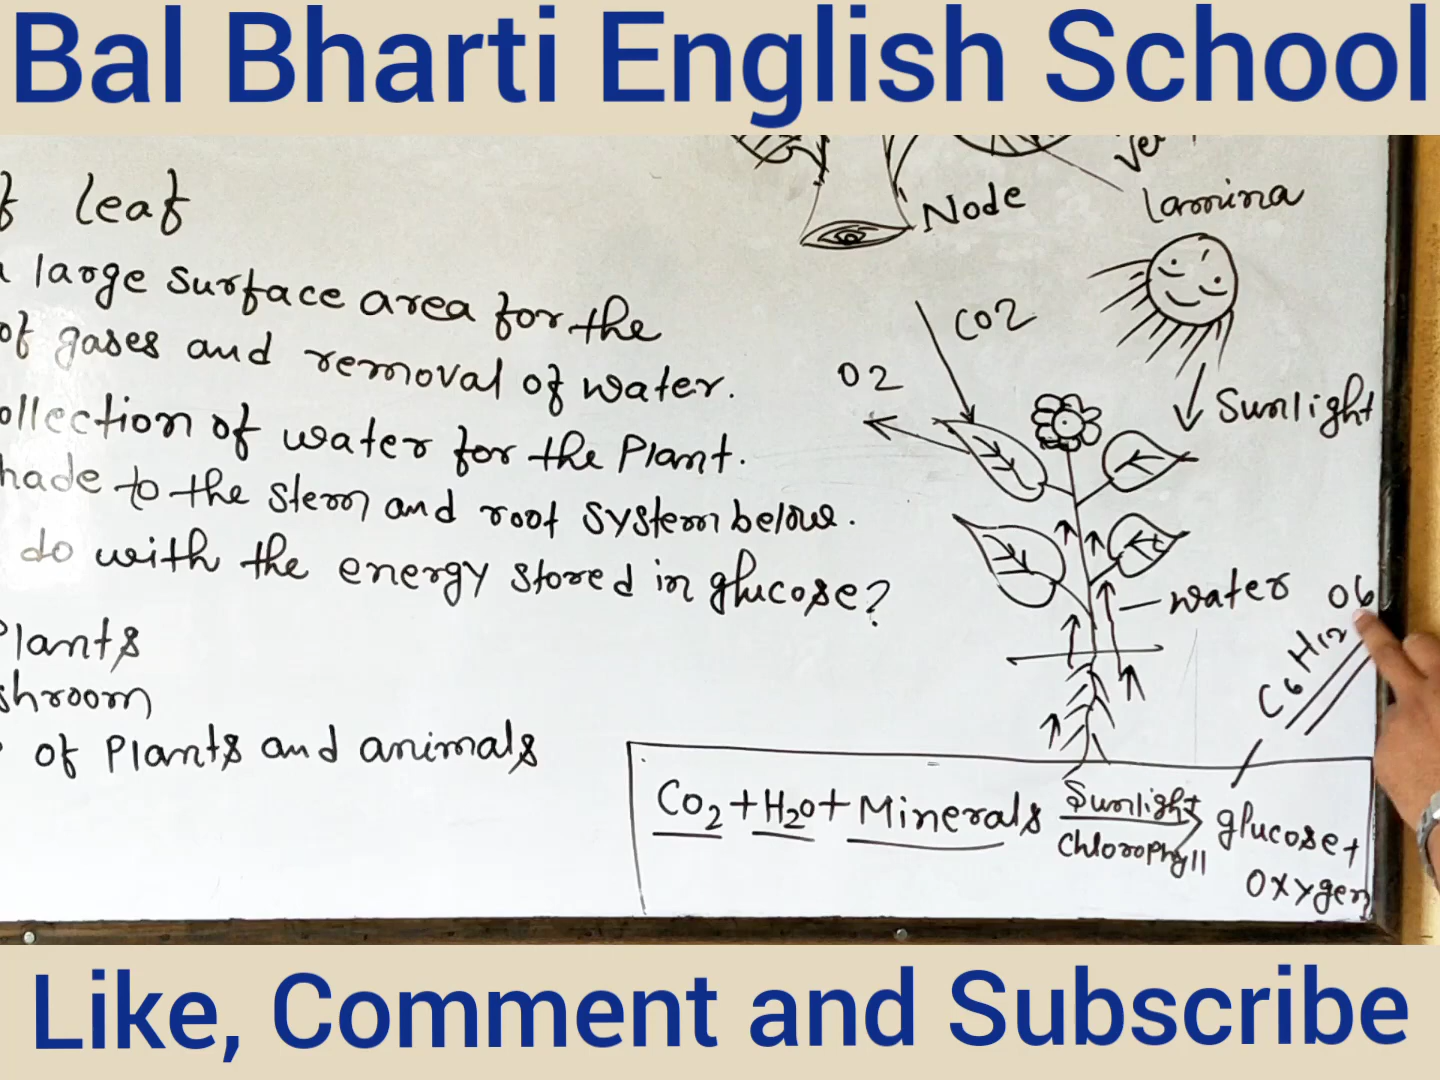 Bal Bharti English School
leaf
large surface area for the
of gases and removal of water.
of water for the Plant.
to the stem and root system below.
do with the energy stored in glucose?
Plants
of Plants and animals
Node
Lamina
CO2
O2
Sunlight
water
C6H12O6
Co2 + H2O + Minerals Sunlight Chlorophyll glucose +
Oxygen
Like, Comment and Subscribe